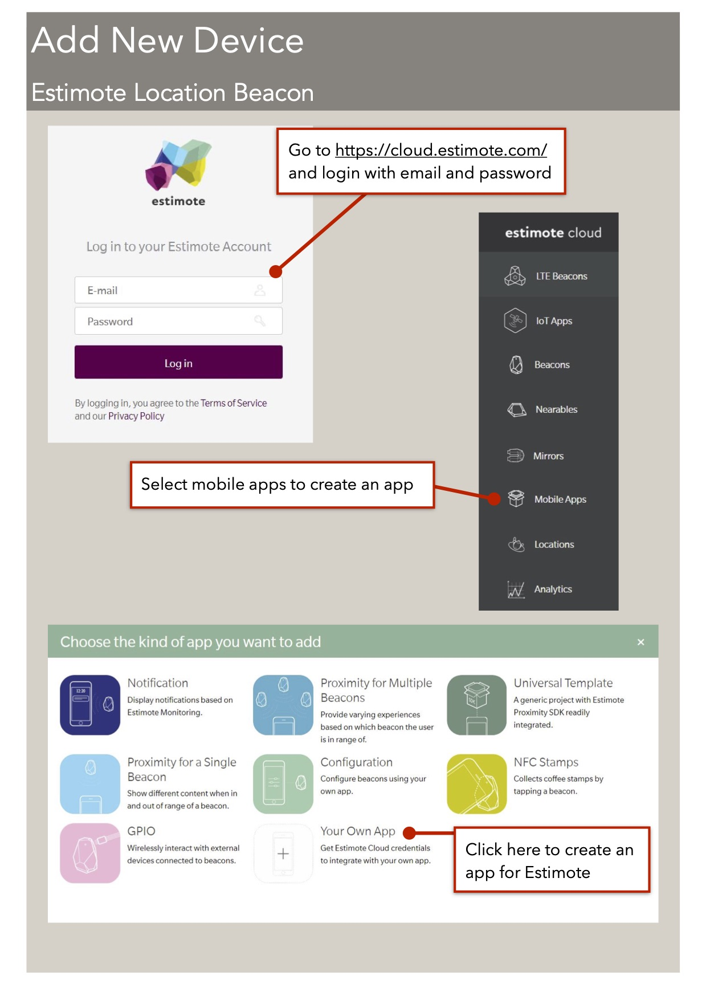 Add New Device
Estimote Location Beacon
Go to https://cloud.estimote.com/
and login with email and password
estimote
Log in to your Estimote Account
E-mail
Password
Log in
By logging in, you agree to the Terms of Service
and our Privacy Policy
estimote cloud
LTE Beacons
IoT Apps
Beacons
Nearables
Mirrors
Mobile Apps
Locations
Analytics
Select mobile apps to create an app
Choose the kind of app you want to add
×
12:20
Notification
Display notifications based on
Estimote Monitoring.
Proximity for Multiple
Beacons
Provide varying experiences
based on which beacon the user
is in range of.
SDK
Universal Template
A generic project with Estimote
Proximity SDK readily
integrated.
Proximity for a Single
Beacon
Show different content when in
and out of range of a beacon.
Configuration
Configure beacons using your
own app.
NFC Stamps
Collects coffee stamps by
tapping a beacon.
GPIO
Wirelessly interact with external
devices connected to beacons.
Your Own App
Get Estimote Cloud credentials
to integrate with your own app.
Click here to create an
app for Estimote